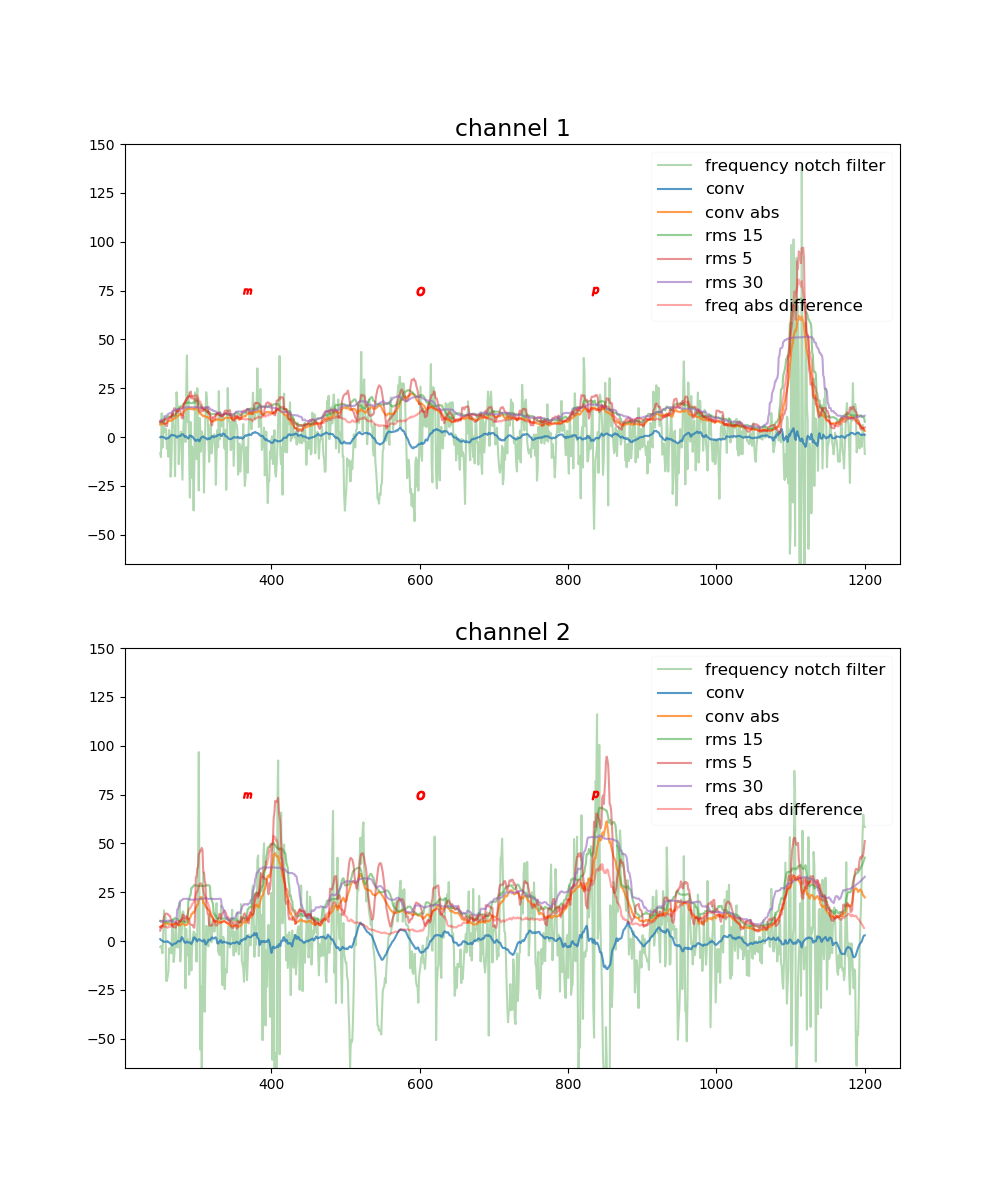 channel 1
150
125
100
75
50
25
0
−25
−50
frequency notch filter
conv
conv abs
rms 15
rms 5
rms 30
freq abs difference
m o p
400 600 800 1000 1200
channel 2
150
125
100
75
50
25
0
−25
−50
frequency notch filter
conv
conv abs
rms 15
rms 5
rms 30
freq abs difference
m o p
400 600 800 1000 1200